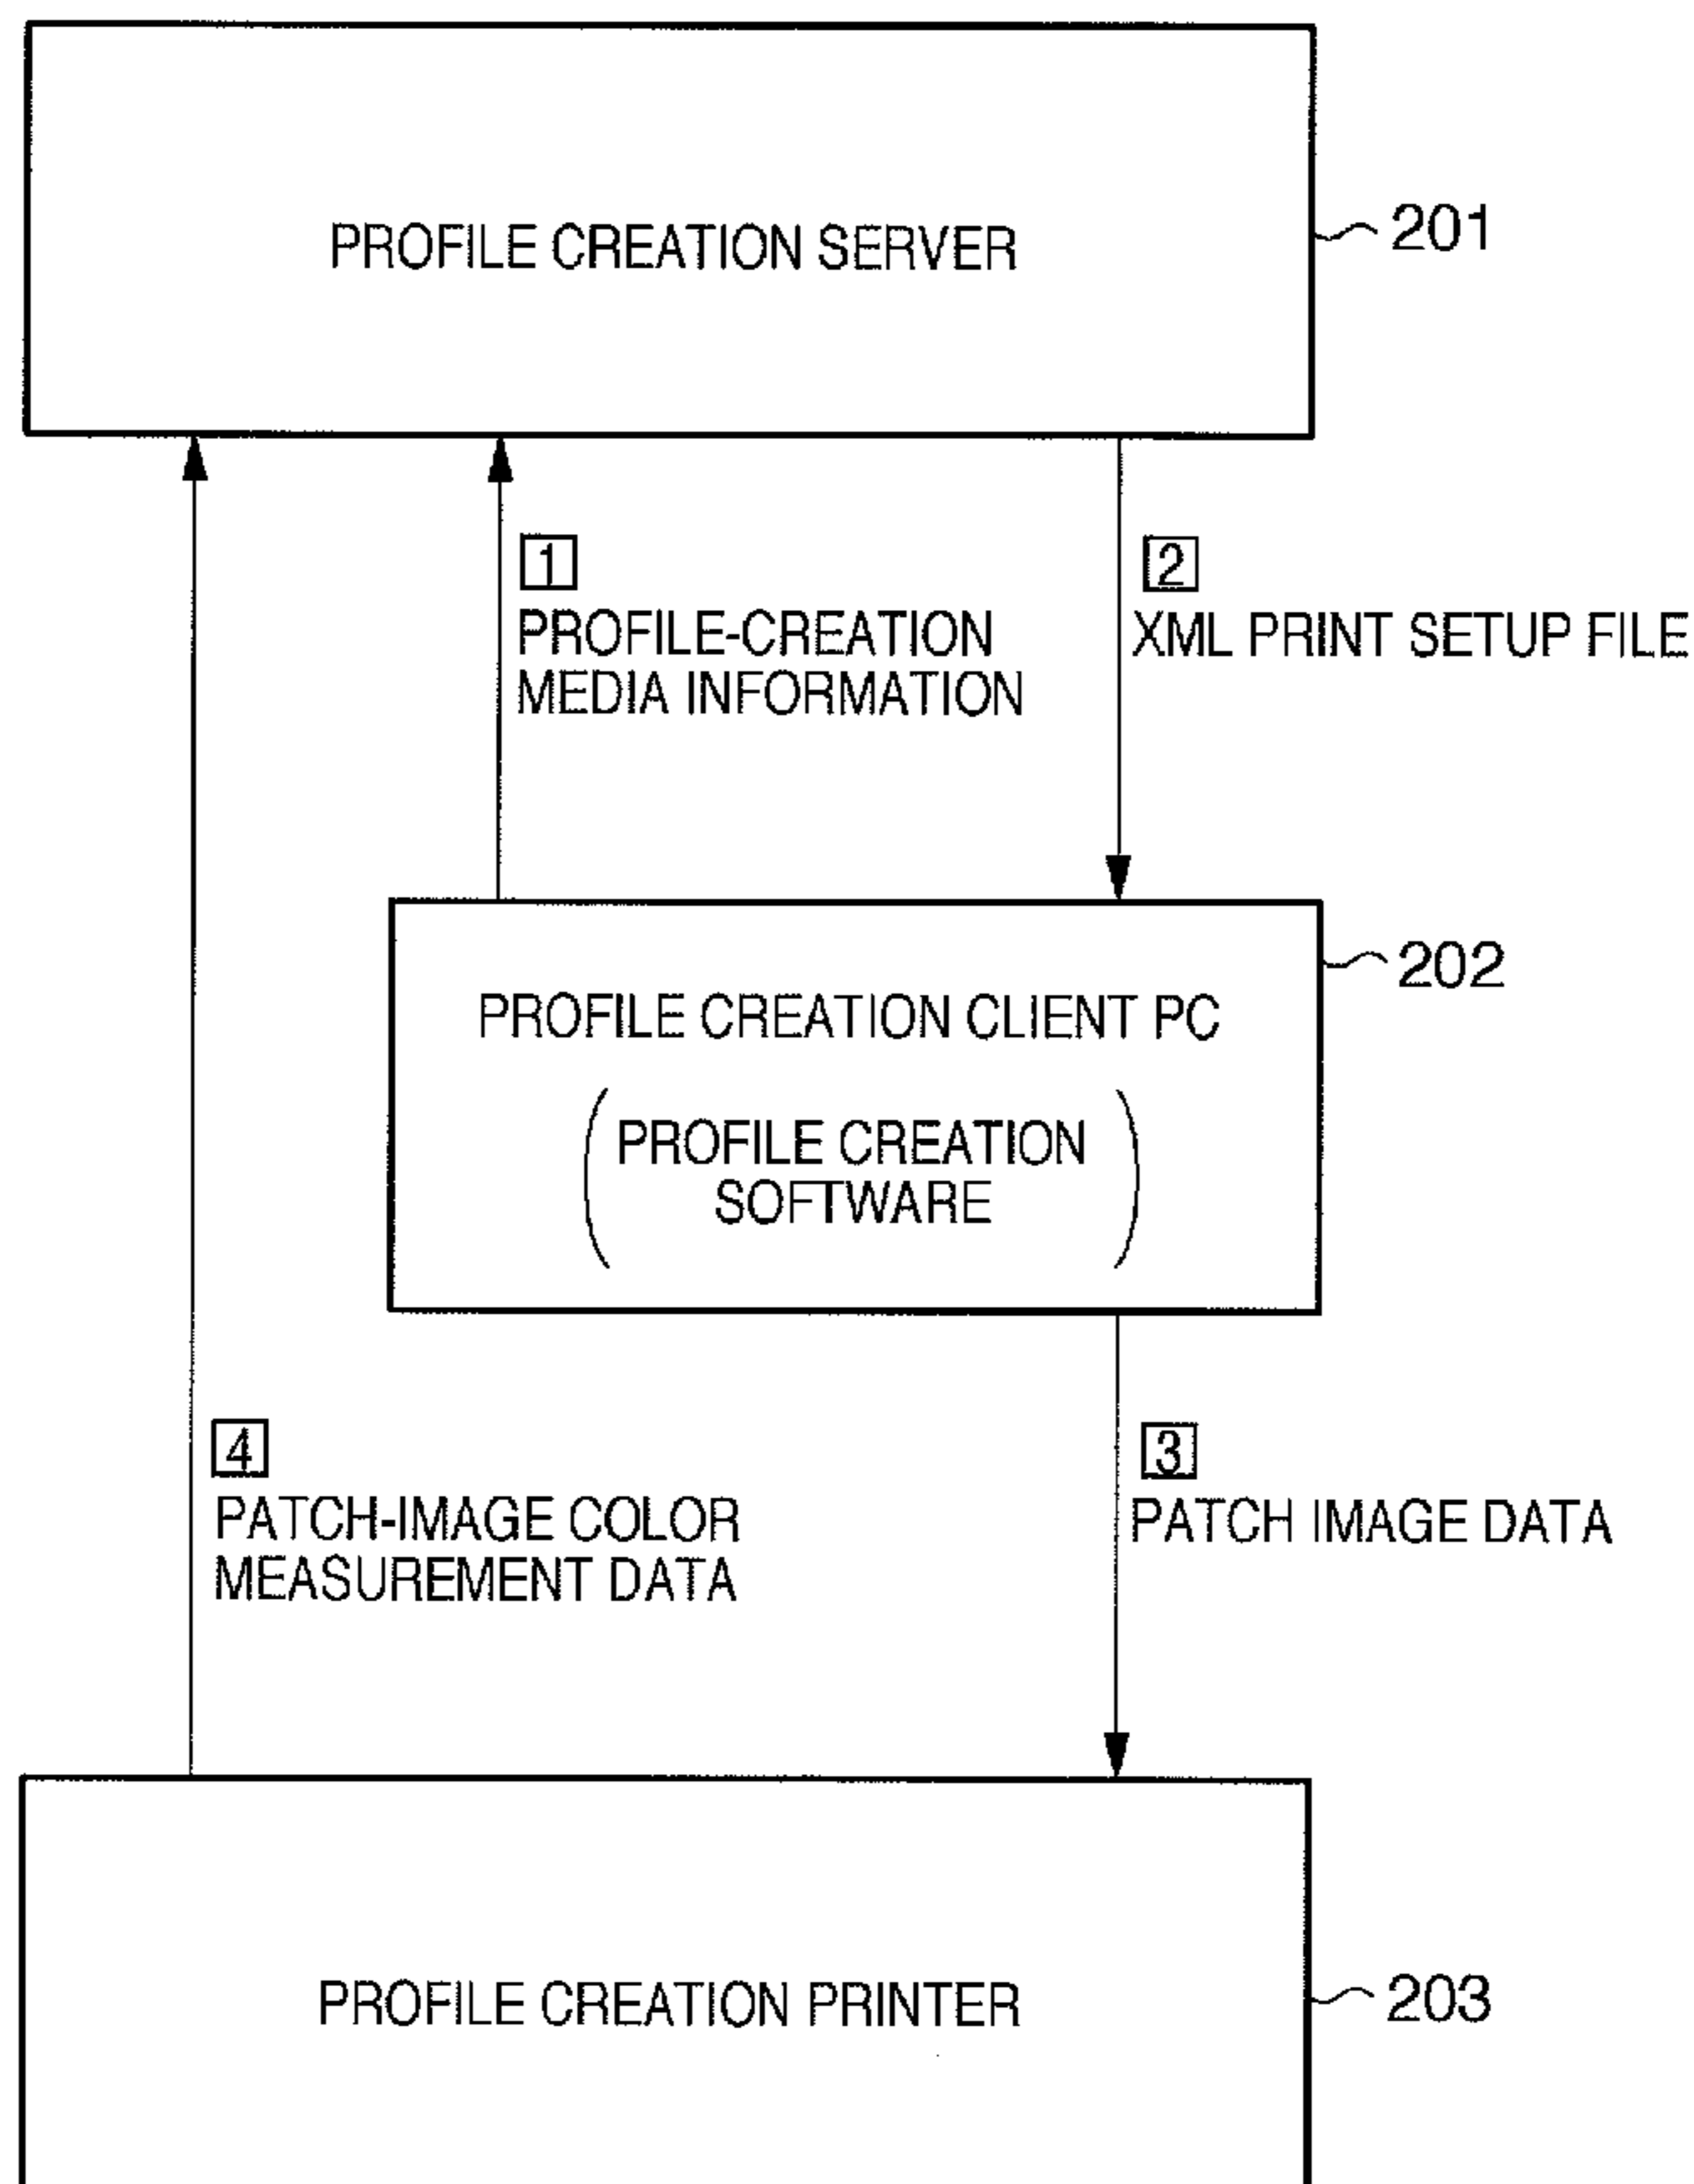 PROFILE CREATION SERVER
201
1
PROFILE-CREATION
MEDIA INFORMATION
2
XML PRINT SETUP FILE
202
PROFILE CREATION CLIENT PC
(PROFILE CREATION
SOFTWARE)
4
PATCH-IMAGE COLOR
MEASUREMENT DATA
3
PATCH IMAGE DATA
PROFILE CREATION PRINTER
203